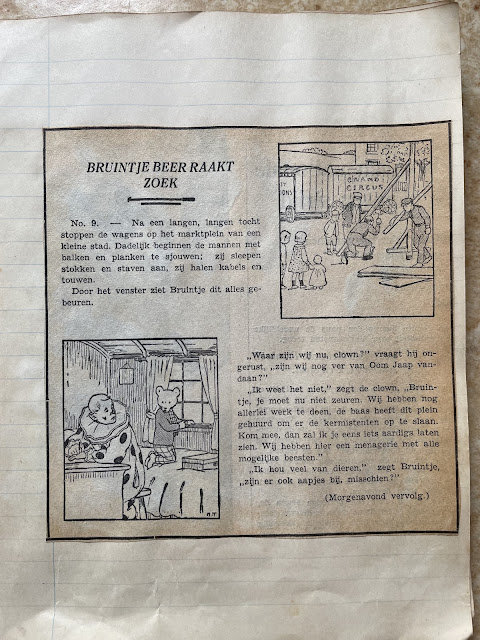 BRUINTJE BEER RAAKT
ZOEK
No. 9. — Na een langen, langen tocht
stoppen de wagens op het marktplein van een
kleine stad. Dadelijk beginnen de mannen met
balken en planken te sjouwen; zij sleepen
stokken en staven aan, zij halen kabels en
touwen.
Door het venster ziet Bruintje dit alles ge-
beuren.
GRAND
CIRCUS
„Waar zijn wij nu, clown?” vraagt hij on-
gerust, „zijn wij nog ver van Oom Jaap van-
daan?”
„Ik weet het niet,” zegt de clown, „Bruin-
tje, je moet nu niet zeuren. Wij hebben nog
allerlei werk te doen, de baas heeft dit plein
gehuurd om er de kermistenten op te slaan.
Kom mee, dan zal ik je eens iets aardigs laten
zien. Wij hebben hier een menagerie met alle
mogelijke beesten.”
„Ik hou veel van dieren,” zegt Bruintje,
„zijn er ook aapjes bij, misschien?”
(Morgenavond vervolg.)